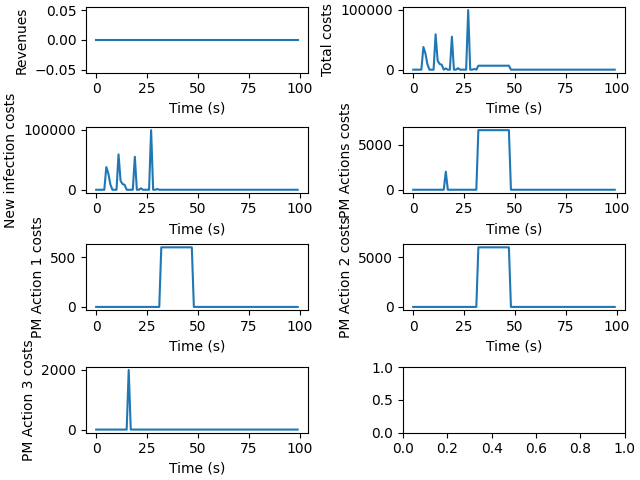 Revenues
0.05
0.00
−0.05
0 25 50 75 100
Time (s)
Total costs
100000
0
0 25 50 75 100
Time (s)
New infection costs
100000
0
0 25 50 75 100
Time (s)
PM Actions costs
5000
0
0 25 50 75 100
Time (s)
PM Action 1 costs
500
0
0 25 50 75 100
Time (s)
PM Action 2 costs
5000
0
0 25 50 75 100
Time (s)
PM Action 3 costs
2000
0
0 25 50 75 100
Time (s)
1.0
0.5
0.0
0.0 0.2 0.4 0.6 0.8 1.0